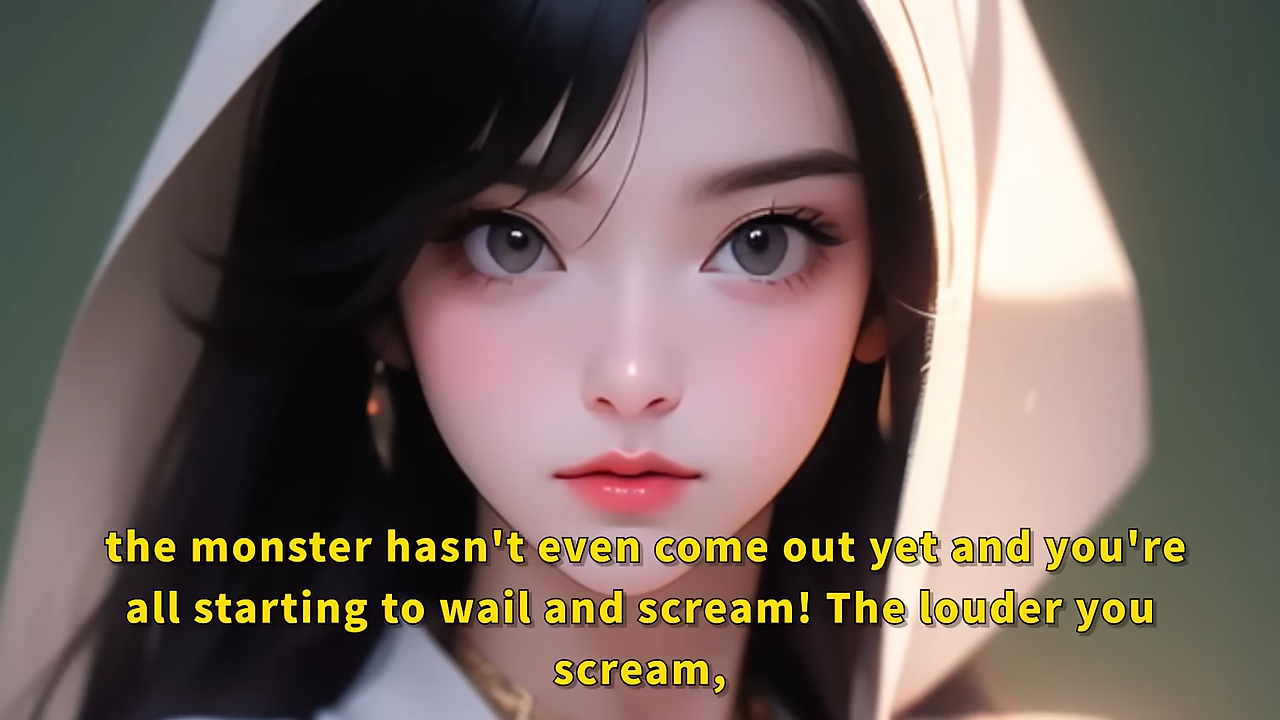 the monster hasn't even come out yet and you're
all starting to wail and scream! The louder you
scream,